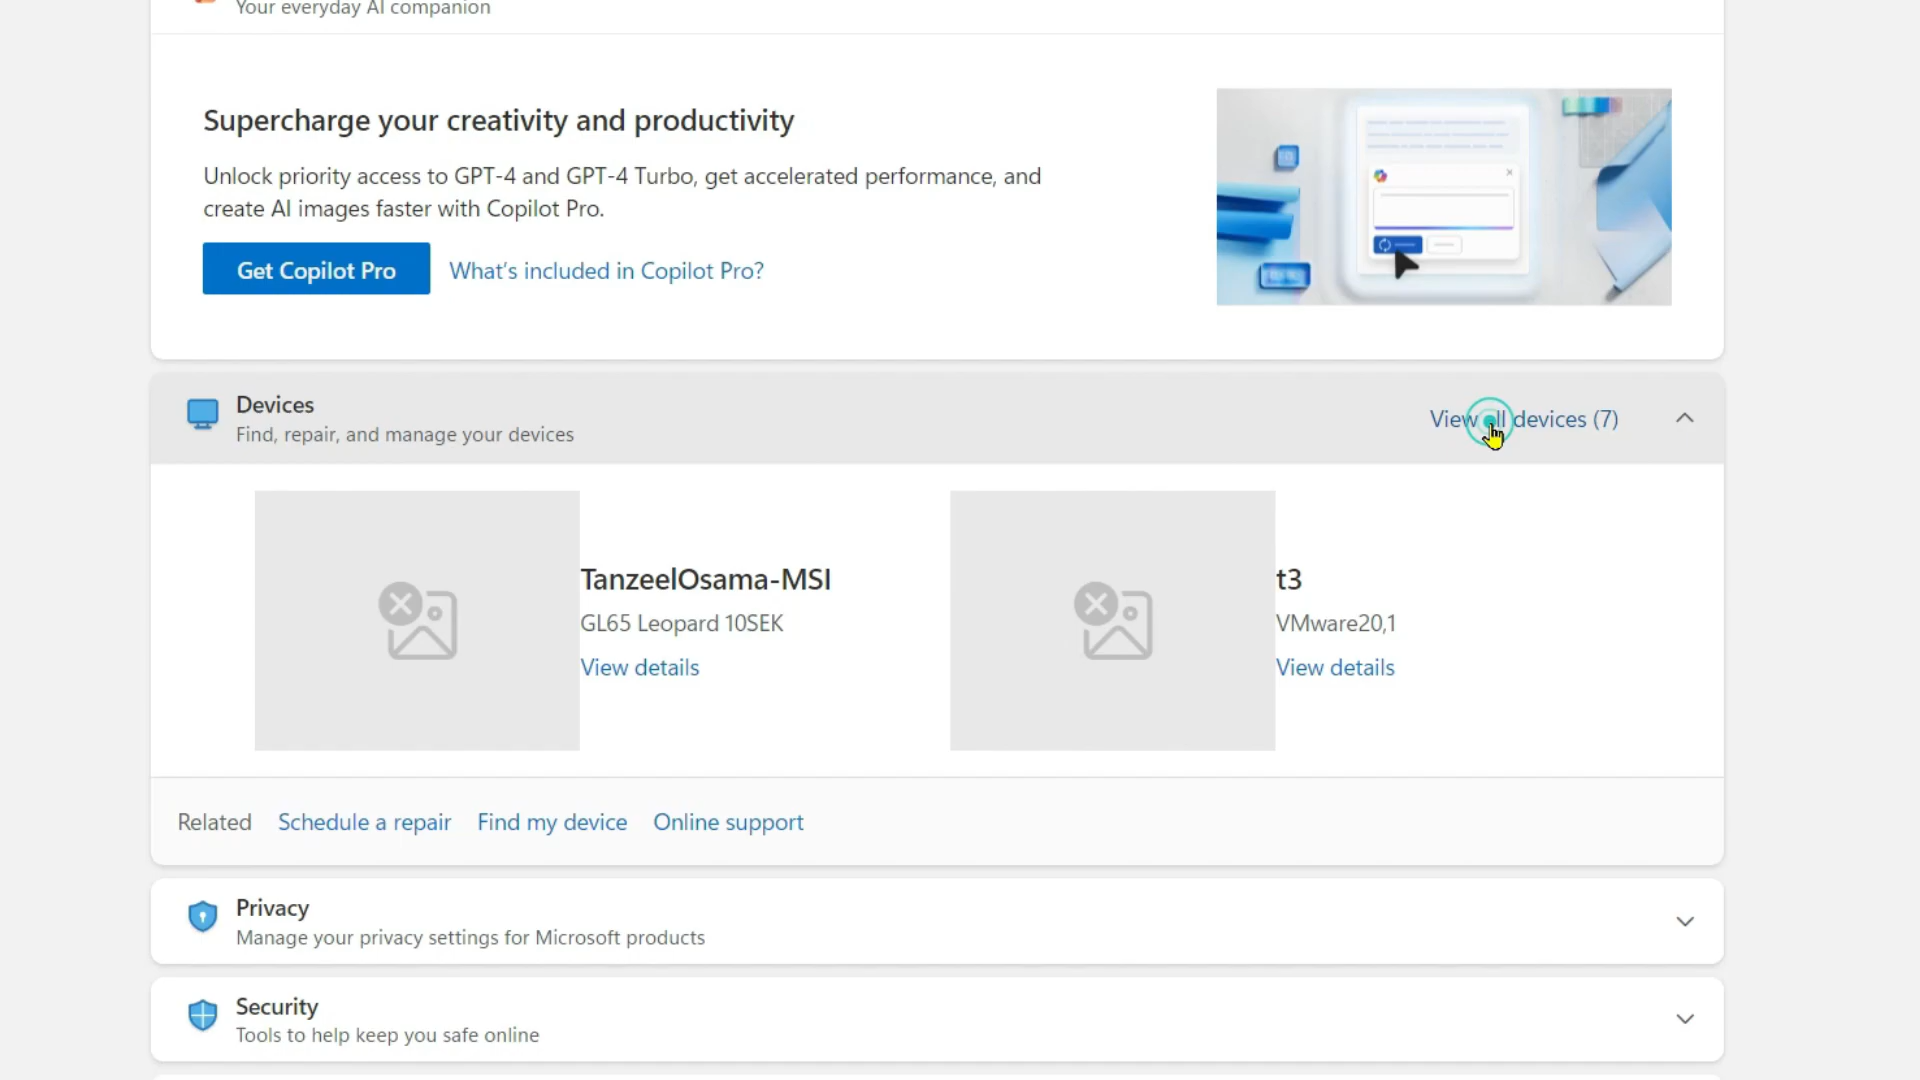 Your everyday AI companion
Supercharge your creativity and productivity
Unlock priority access to GPT-4 and GPT-4 Turbo, get accelerated performance, and
create AI images faster with Copilot Pro.
Get Copilot Pro
What's included in Copilot Pro?
Devices
Find, repair, and manage your devices
View all devices (7)
TanzeelOsama-MSI
GL65 Leopard 10SEK
View details
t3
VMware20,1
View details
Related
Schedule a repair
Find my device
Online support
Privacy
Manage your privacy settings for Microsoft products
Security
Tools to help keep you safe online